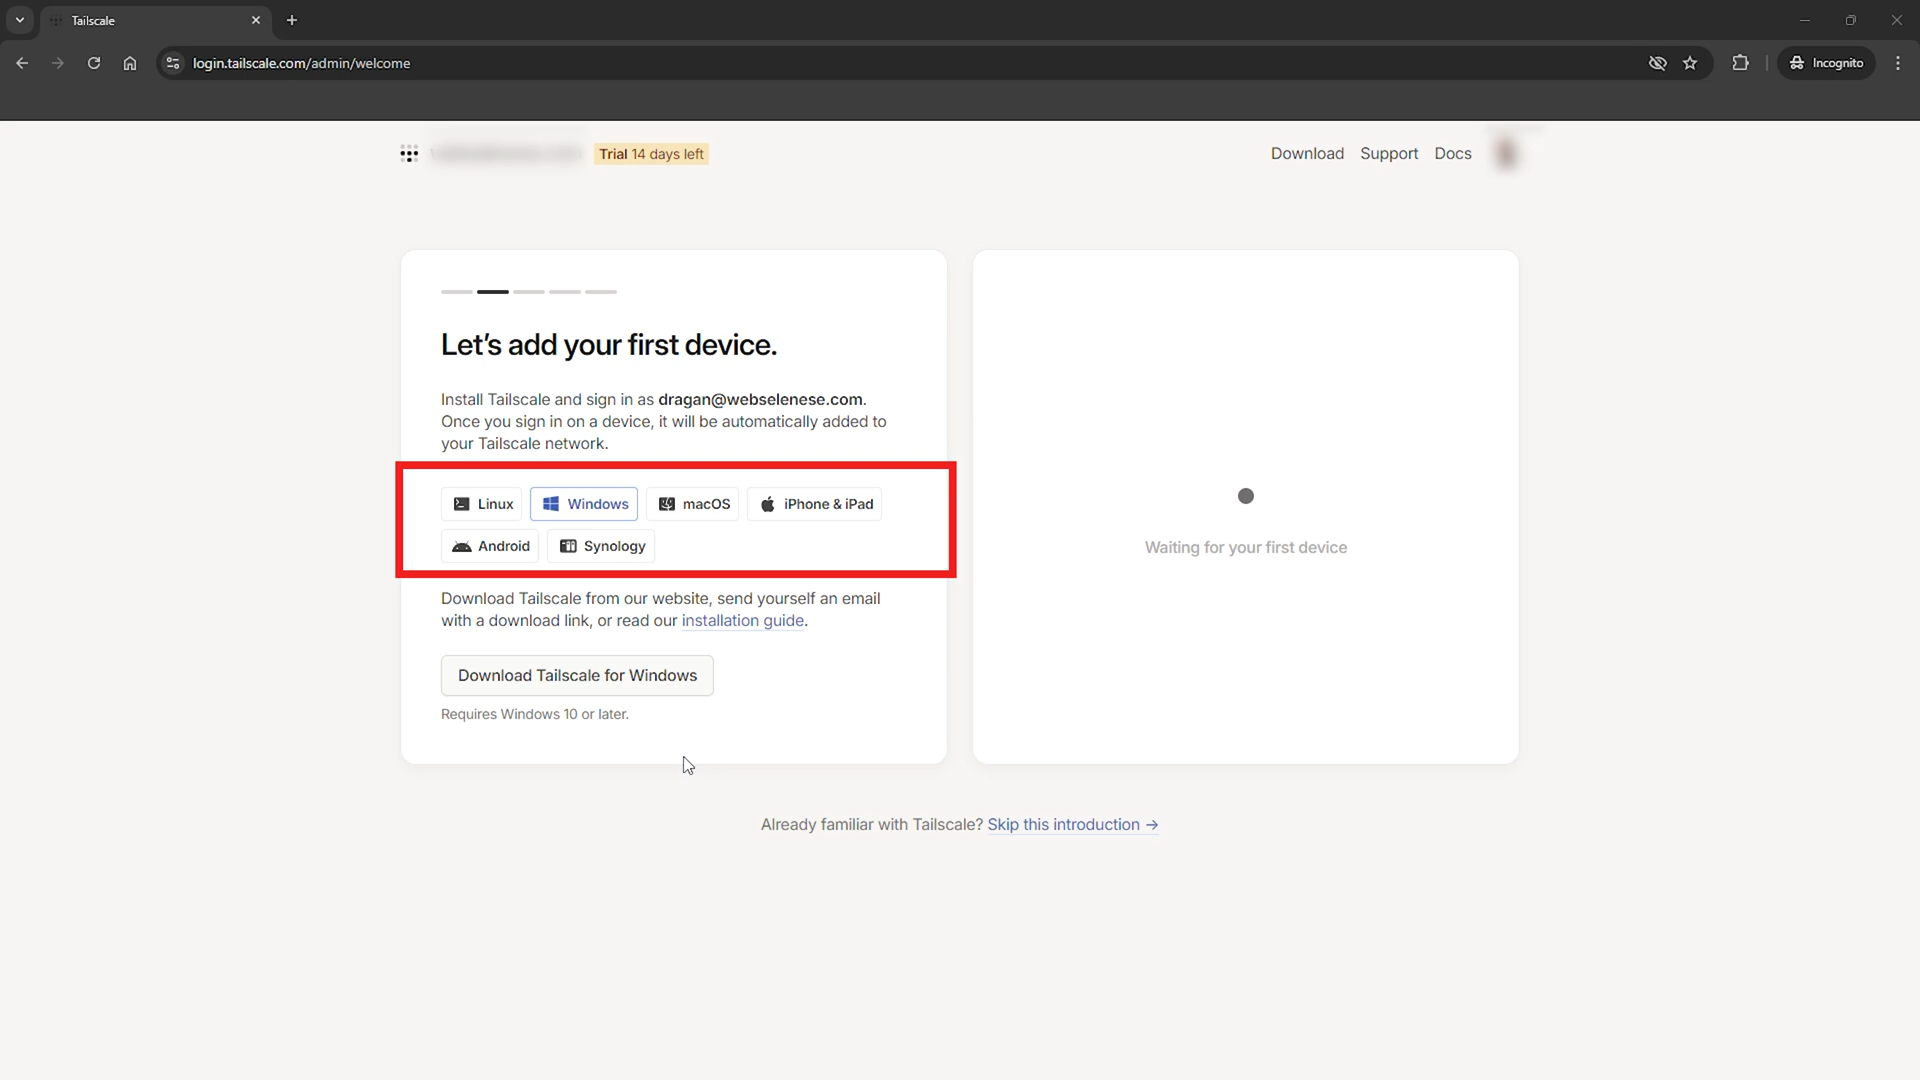 Tailscale
login.tailscale.com/admin/welcome
Incognito
Trial 14 days left
Download Support Docs
Let's add your first device.
Install Tailscale and sign in as dragan@webselenese.com.
Once you sign in on a device, it will be automatically added to
your Tailscale network.
Linux Windows macOS iPhone & iPad
Android Synology
Download Tailscale from our website, send yourself an email
with a download link, or read our installation guide.
Download Tailscale for Windows
Requires Windows 10 or later.
Waiting for your first device
Already familiar with Tailscale? Skip this introduction →